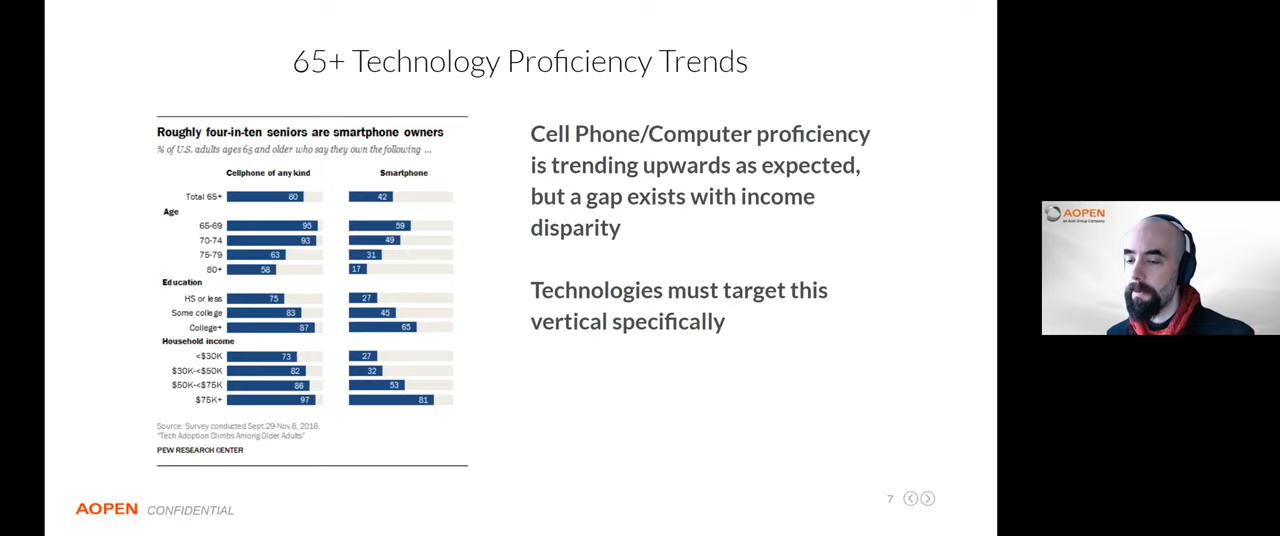 65+ Technology Proficiency Trends
Roughly four-in-ten seniors are smartphone owners
% of U.S. adults ages 65 and older who say they own the following ...
Cellphone of any kind Smartphone
Total 65+ 80 42
Age
65-69 95 59
70-74 93 49
75-79 63 31
80+ 58 17
Education
HS or less 75 27
Some college 83 45
College+ 87 65
Household income
<$30K 73 27
$30K-<$50K 82 32
$50K-<$75K 86 53
$75K+ 97 81
Source: Survey conducted Sept.29-Nov.6, 2016.
"Tech Adoption Climbs Among Older Adults"
PEW RESEARCH CENTER
Cell Phone/Computer proficiency
is trending upwards as expected,
but a gap exists with income
disparity
Technologies must target this
vertical specifically
AOPEN CONFIDENTIAL
7
AOPEN
an Acer Group Company